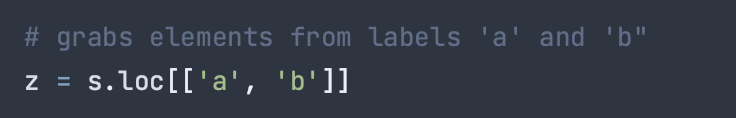 # grabs elements from labels 'a' and 'b"
z = s.loc[['a', 'b']]